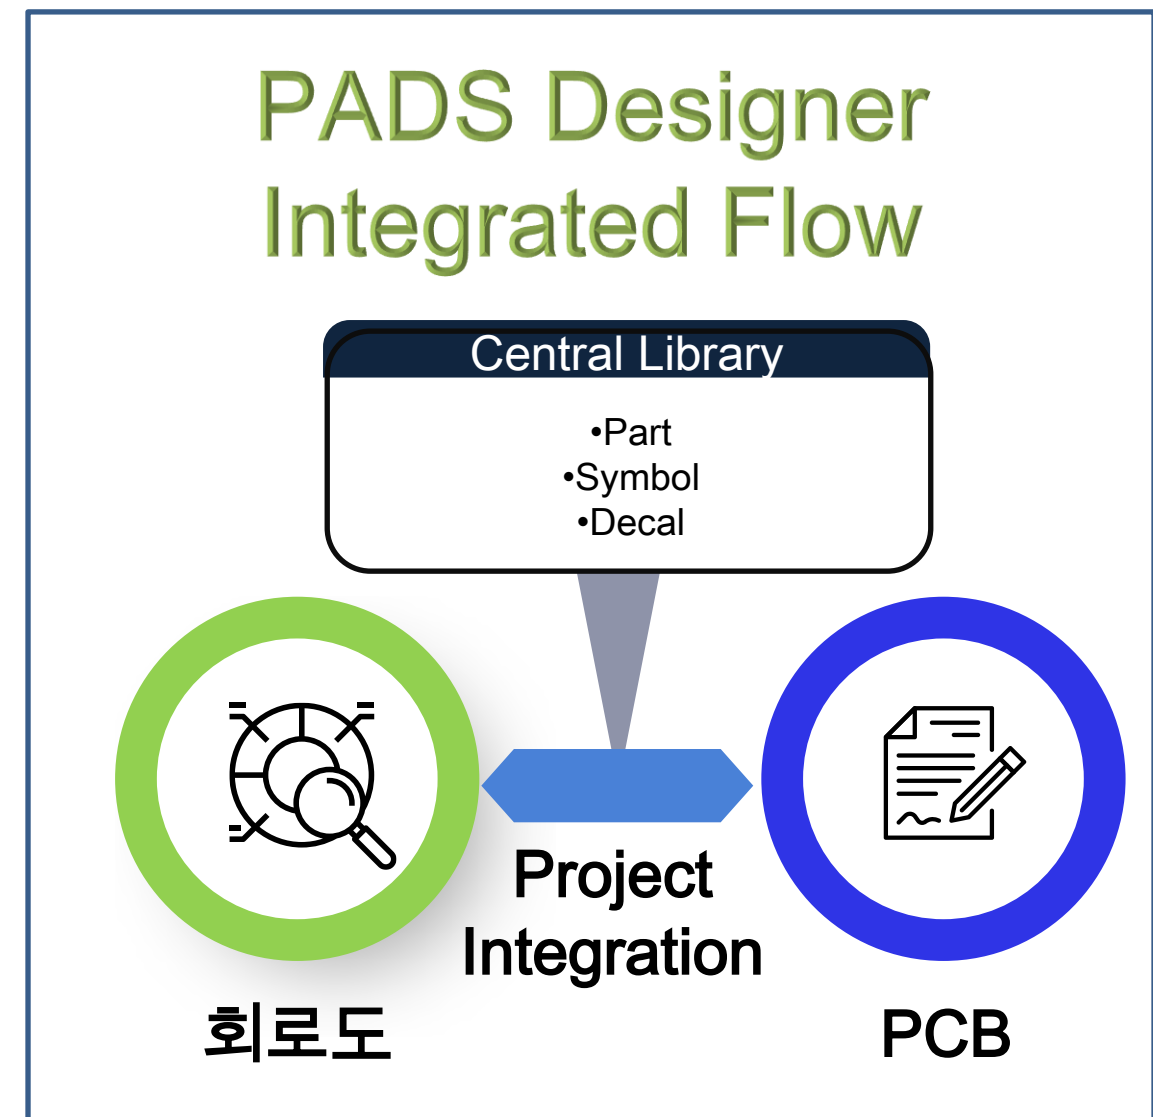 PADS Designer
Integrated Flow
Central Library
•Part
•Symbol
•Decal
Project
Integration
회로도
PCB